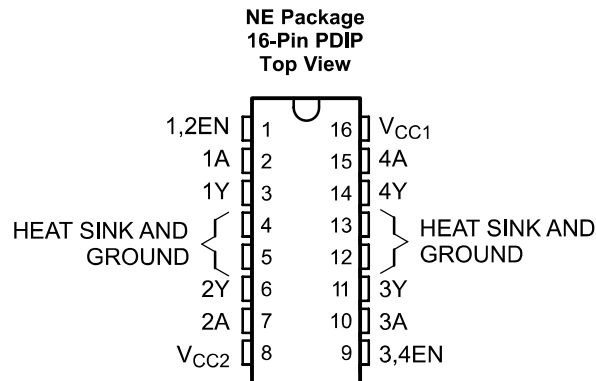 NE Package
16-Pin PDIP
Top View
1,2EN 1 16 VCC1
1A 2 15 4A
1Y 3 14 4Y
HEAT SINK AND GROUND 4 13 HEAT SINK AND GROUND
5 12
2Y 6 11 3Y
2A 7 10 3A
VCC2 8 9 3,4EN